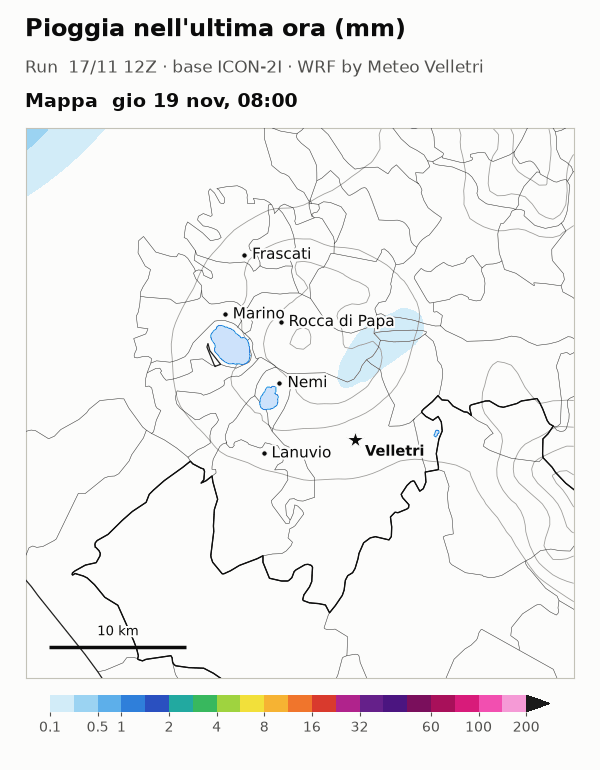 Pioggia nell'ultima ora (mm)
Run  17/11 12Z · base ICON-2I · WRF by Meteo Velletri
Mappa  gio 19 nov, 08:00
Frascati
Marino
Rocca di Papa
Nemi
Velletri
Lanuvio
10 km
0.1 0.5 1 2 4 8 16 32 60 100 200